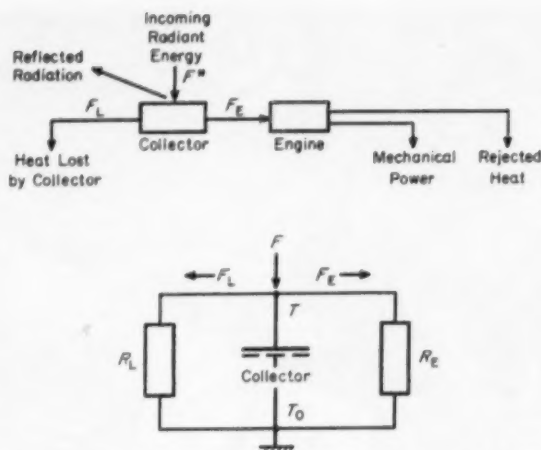 Incoming
Radiant
Energy
Reflected
Radiation
F*
F_L
F_E
Collector
Engine
Heat Lost
by Collector
Mechanical
Power
Rejected
Heat
F
F_L
F_E
T
R_L
Collector
R_E
T_O